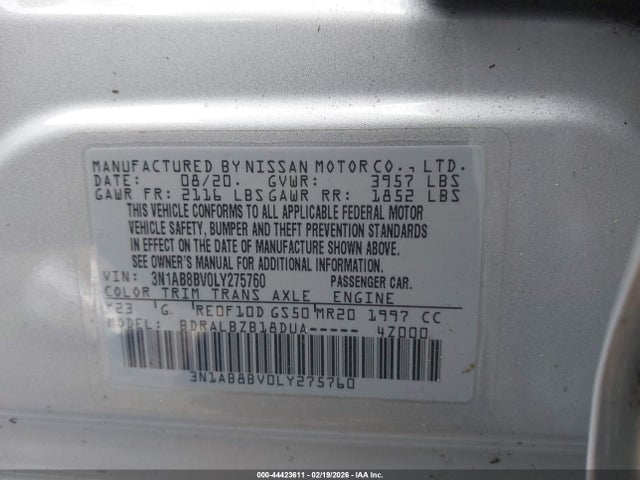 MANUFACTURED BY NISSAN MOTOR CO., LTD.
DATE: 08/20. GVWR: 3957 LBS
GAWR FR: 2116 LBS GAWR RR: 1852 LBS
THIS VEHICLE CONFORMS TO ALL APPLICABLE FEDERAL MOTOR
VEHICLE SAFETY, BUMPER AND THEFT PREVENTION STANDARDS
IN EFFECT ON THE DATE OF MANUFACTURE SHOWN ABOVE.
SEE OWNER'S MANUAL FOR ADDITIONAL INFORMATION.
VIN: 3N1AB8BV0LY275760 PASSENGER CAR.
COLOR TRIM TRANS AXLE ENGINE
Y23 G RE0F10D GS50 MR20 1997 CC
MODEL: BDRALBZB18DUA----- 4Z000
3N1AB8BV0LY275760
000-44423611 - 02/19/2026 - IAA Inc.